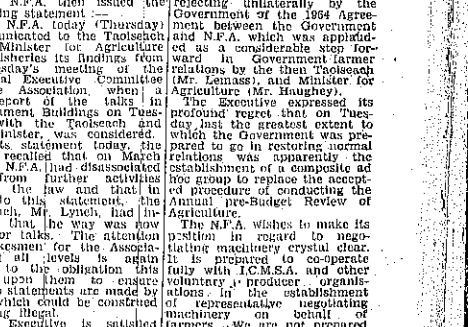 N.F.A. then issued the
ing statement :—
N.F.A. today (Thursday)
unicated to the Taoiseach
Minister for Agriculture
isheries its findings from
sday's meeting of the
al Executive Committee
e Association, when a
eport of the talks in
ament Buildings on Tues-
with the Taoiseach and
inister, was considered.
ts statement today, the
recalled that on March
N.F.A. had disassociated
from further activities
the law and that in
to this statement, the
ch, Mr. Lynch, had in-
that he way was now
or talks. The attention
kesmen for the Associa-
all levels is again
to the obligation this
upon them to ensure
statements are made by
which could be construed
ng illegal.
Executive is satisfied
rejecting unilaterally by the
Government of the 1964 Agree-
ment between the Government
and N.F.A. which was applaud-
ed as a considerable step for-
ward in Government farmer
relations by the then Taoiseach
(Mr. Lemass), and Minister for
Agriculture (Mr. Haughey).
The Executive expressed its
profound regret that on Tues-
day last the greatest extent to
which the Government was pre-
pared to go in restoring normal
relations was apparently the
establishment of a composite ad
hoc group to replace the accept-
ed procedure of conducting the
Annual pre-Budget Review of
Agriculture.
The N.F.A. wishes to make its
position in regard to nego-
tiating machinery crystal clear.
It is prepared to co-operate
fully with I.C.M.S.A. and other
voluntary producer organis-
ations in the establishment
of representative negotiating
machinery on behalf of
farmers. We are not prepared